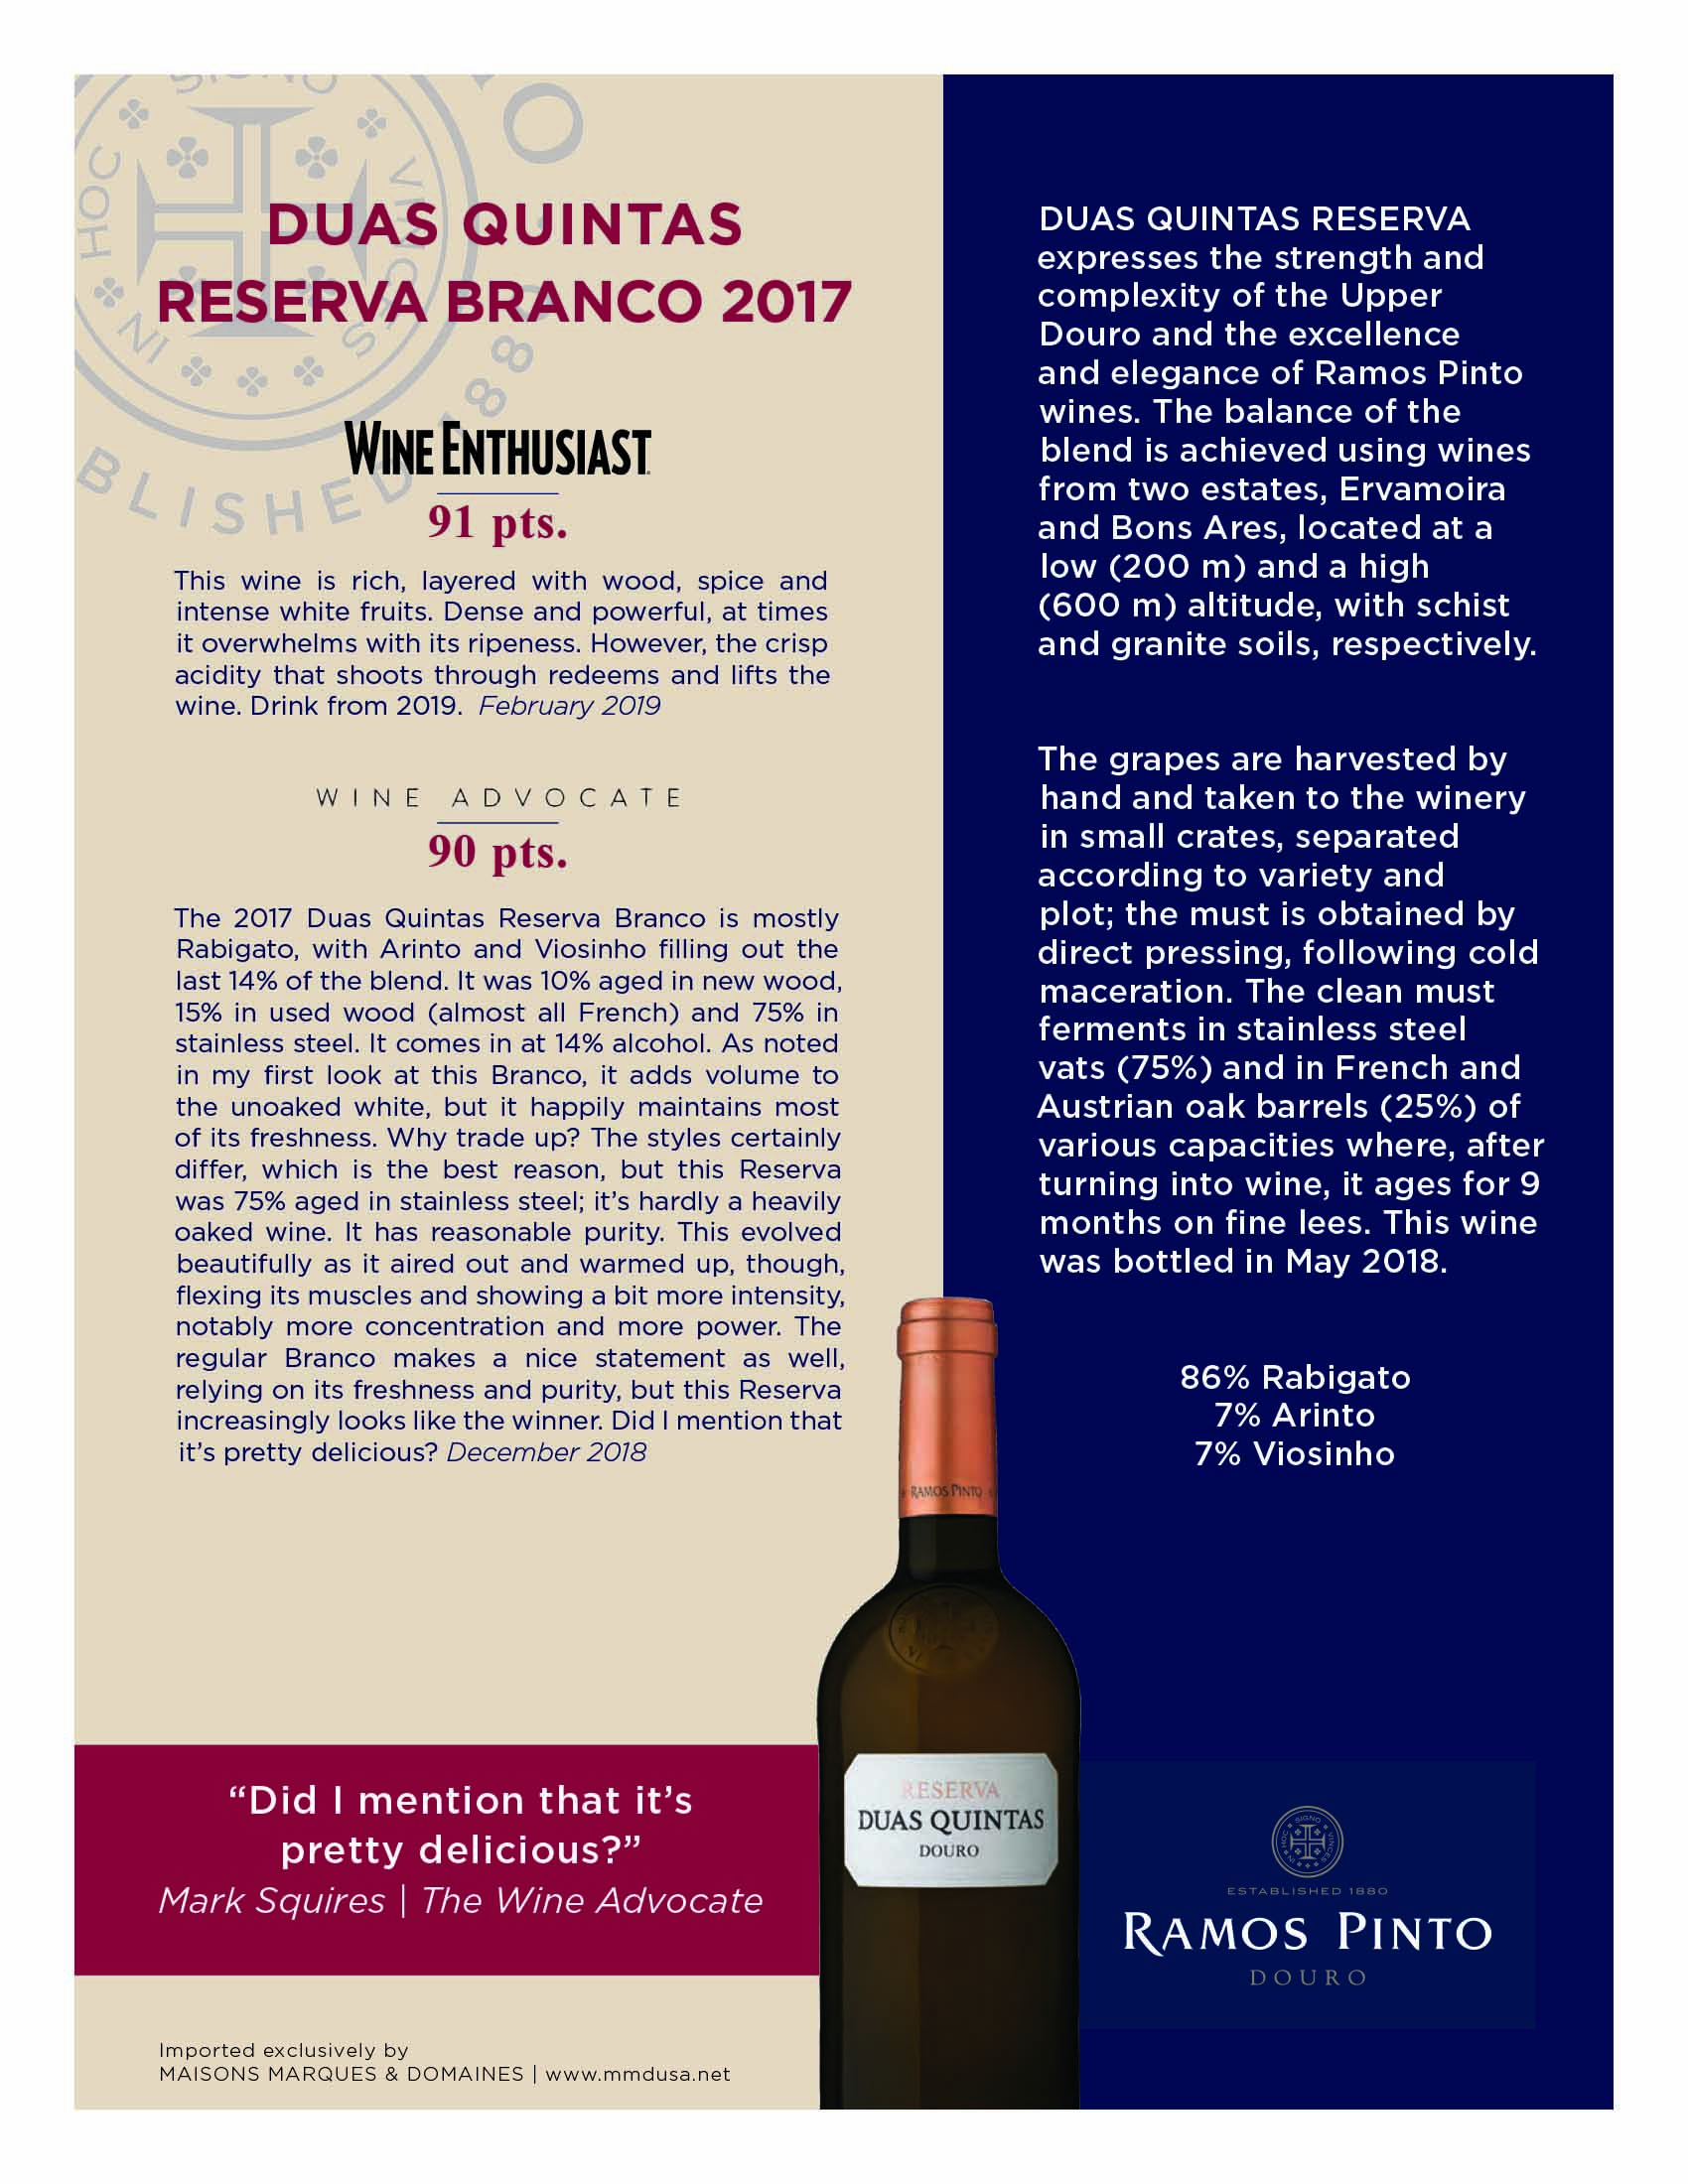 SIGNO
HOC
VINCES
IN
O
BLISHED 188
DUAS QUINTAS
RESERVA BRANCO 2017
WINE ENTHUSIAST
91 pts.
This wine is rich, layered with wood, spice and
intense white fruits. Dense and powerful, at times
it overwhelms with its ripeness. However, the crisp
acidity that shoots through redeems and lifts the
wine. Drink from 2019. February 2019
WINE ADVOCATE
90 pts.
The 2017 Duas Quintas Reserva Branco is mostly
Rabigato, with Arinto and Viosinho filling out the
last 14% of the blend. It was 10% aged in new wood,
15% in used wood (almost all French) and 75% in
stainless steel. It comes in at 14% alcohol. As noted
in my first look at this Branco, it adds volume to
the unoaked white, but it happily maintains most
of its freshness. Why trade up? The styles certainly
differ, which is the best reason, but this Reserva
was 75% aged in stainless steel; it’s hardly a heavily
oaked wine. It has reasonable purity. This evolved
beautifully as it aired out and warmed up, though,
flexing its muscles and showing a bit more intensity,
notably more concentration and more power. The
regular Branco makes a nice statement as well,
relying on its freshness and purity, but this Reserva
increasingly looks like the winner. Did I mention that
it’s pretty delicious? December 2018
“Did I mention that it’s
pretty delicious?”
Mark Squires | The Wine Advocate
Imported exclusively by
MAISONS MARQUES & DOMAINES | www.mmdusa.net
DUAS QUINTAS RESERVA
expresses the strength and
complexity of the Upper
Douro and the excellence
and elegance of Ramos Pinto
wines. The balance of the
blend is achieved using wines
from two estates, Ervamoira
and Bons Ares, located at a
low (200 m) and a high
(600 m) altitude, with schist
and granite soils, respectively.
The grapes are harvested by
hand and taken to the winery
in small crates, separated
according to variety and
plot; the must is obtained by
direct pressing, following cold
maceration. The clean must
ferments in stainless steel
vats (75%) and in French and
Austrian oak barrels (25%) of
various capacities where, after
turning into wine, it ages for 9
months on fine lees. This wine
was bottled in May 2018.
86% Rabigato
7% Arinto
7% Viosinho
RAMOS PINTO
RESERVA
DUAS QUINTAS
DOURO
IN HOC SIGNO VINCES
ESTABLISHED 1880
RAMOS PINTO
DOURO